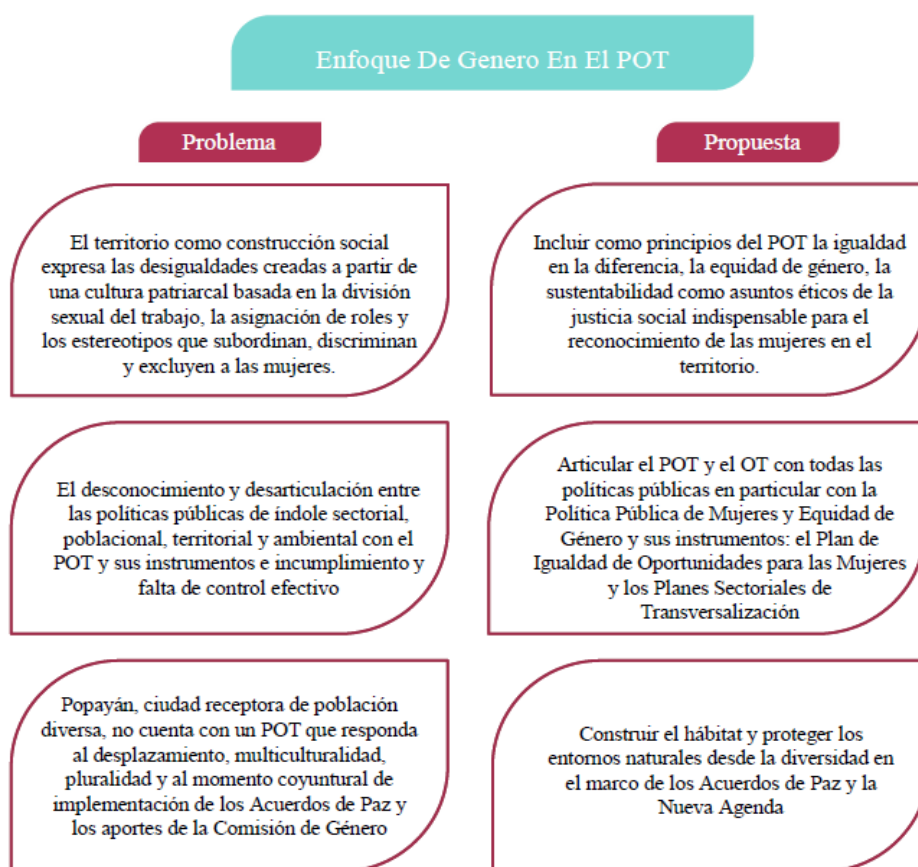 Enfoque De Genero En El POT
Problema
Propuesta
El territorio como construcción social
expresa las desigualdades creadas a partir de
una cultura patriarcal basada en la división
sexual del trabajo, la asignación de roles y
los estereotipos que subordinan, discriminan
y excluyen a las mujeres.
Incluir como principios del POT la igualdad
en la diferencia, la equidad de género, la
sustentabilidad como asuntos éticos de la
justicia social indispensable para el
reconocimiento de las mujeres en el
territorio.
El desconocimiento y desarticulación entre
las políticas públicas de índole sectorial,
poblacional, territorial y ambiental con el
POT y sus instrumentos e incumplimiento y
falta de control efectivo
Articular el POT y el OT con todas las
políticas públicas en particular con la
Política Pública de Mujeres y Equidad de
Género y sus instrumentos: el Plan de
Igualdad de Oportunidades para las Mujeres
y los Planes Sectoriales de
Transversalización
Popayán, ciudad receptora de población
diversa, no cuenta con un POT que responda
al desplazamiento, multiculturalidad,
pluralidad y al momento coyuntural de
implementación de los Acuerdos de Paz y
los aportes de la Comisión de Género
Construir el hábitat y proteger los
entornos naturales desde la diversidad en
el marco de los Acuerdos de Paz y la
Nueva Agenda